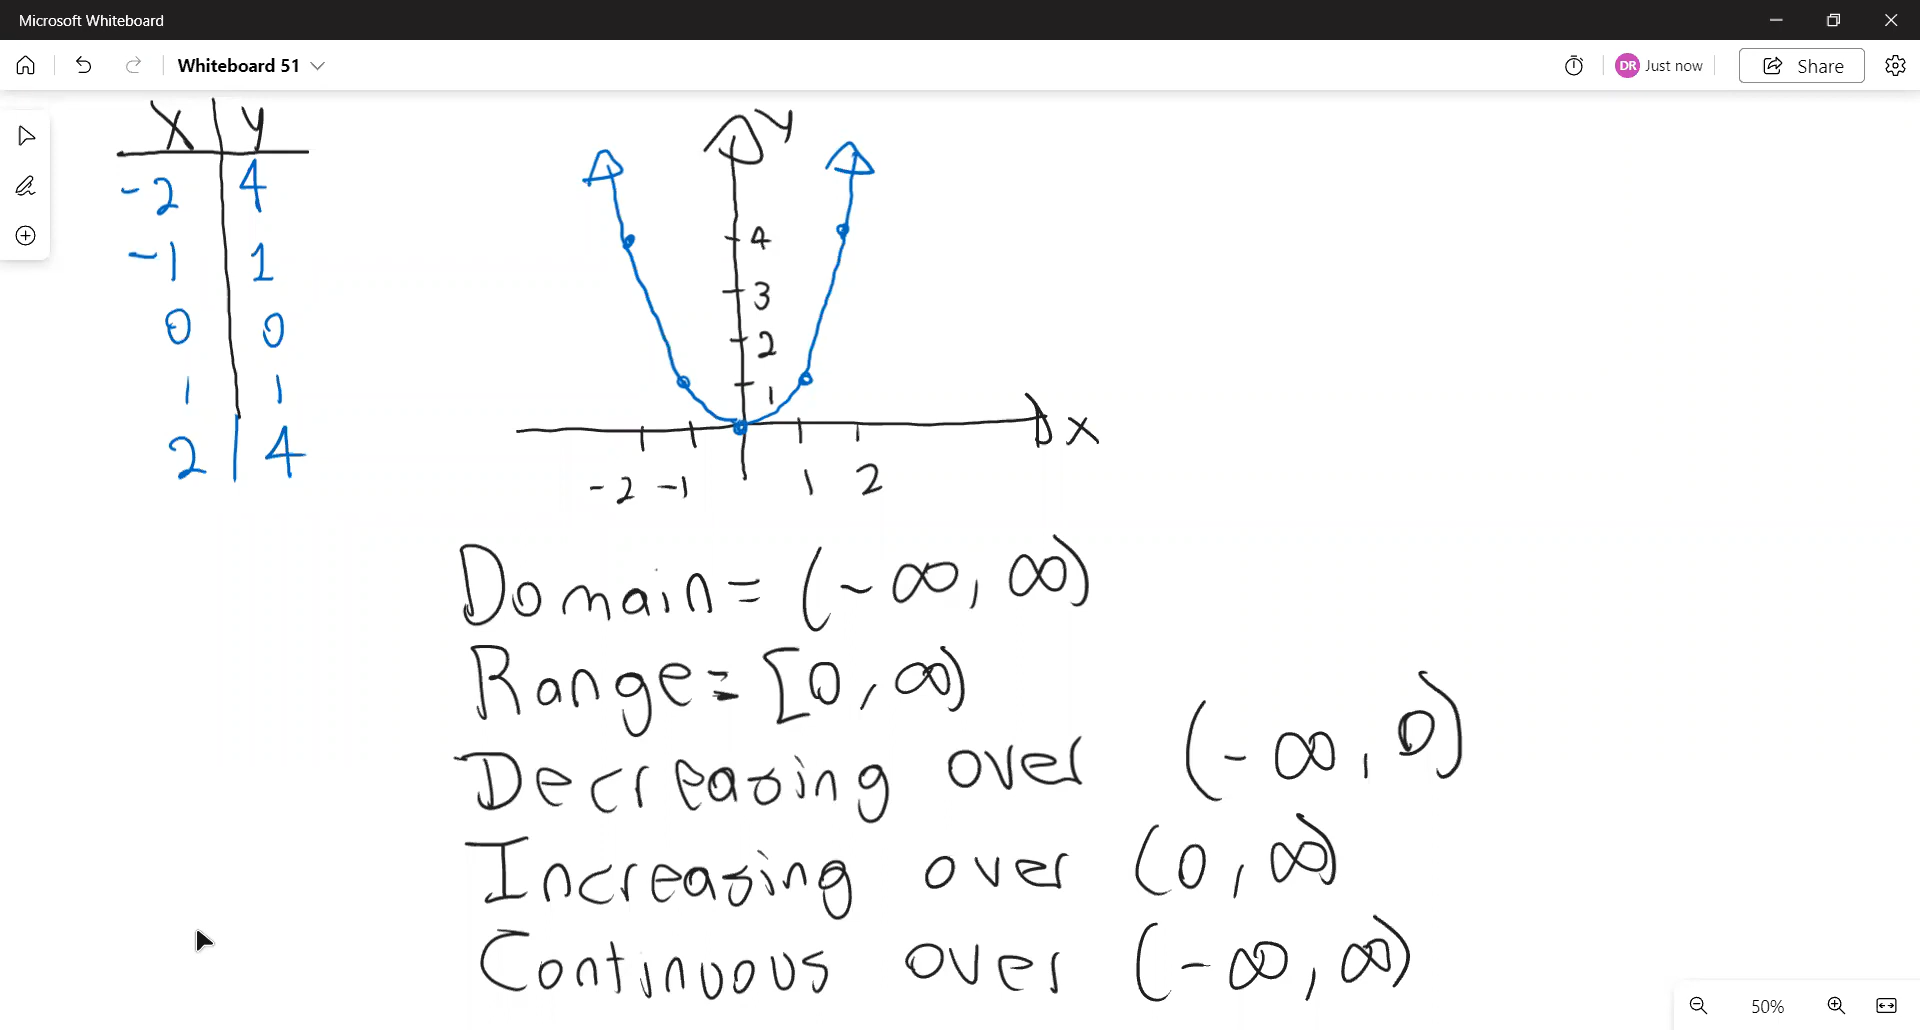 Microsoft Whiteboard
Whiteboard 51
DR Just now
Share
X Y
-2 4
-1 1
0 0
1 1
2 4
Y
4
3
2
1
X
-2 -1 1 2
Domain = (-∞, ∞)
Range = [0, ∞)
Decreasing over (-∞, 0)
Increasing over (0, ∞)
Continuous over (-∞, ∞)
50%